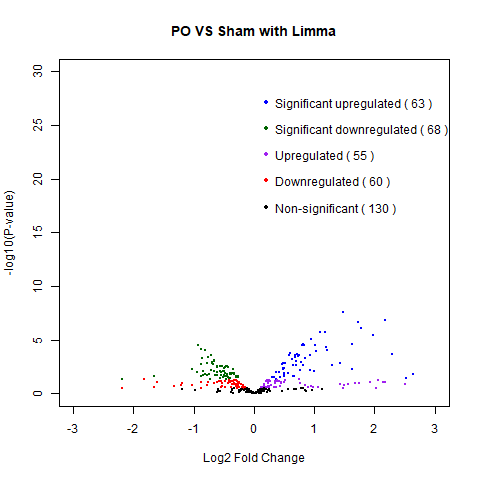 PO VS Sham with Limma
30
25
20
15
10
5
0
-log10(P-value)
Significant upregulated ( 63 )
Significant downregulated ( 68 )
Upregulated ( 55 )
Downregulated ( 60 )
Non-significant ( 130 )
-3 -2 -1 0 1 2 3
Log2 Fold Change